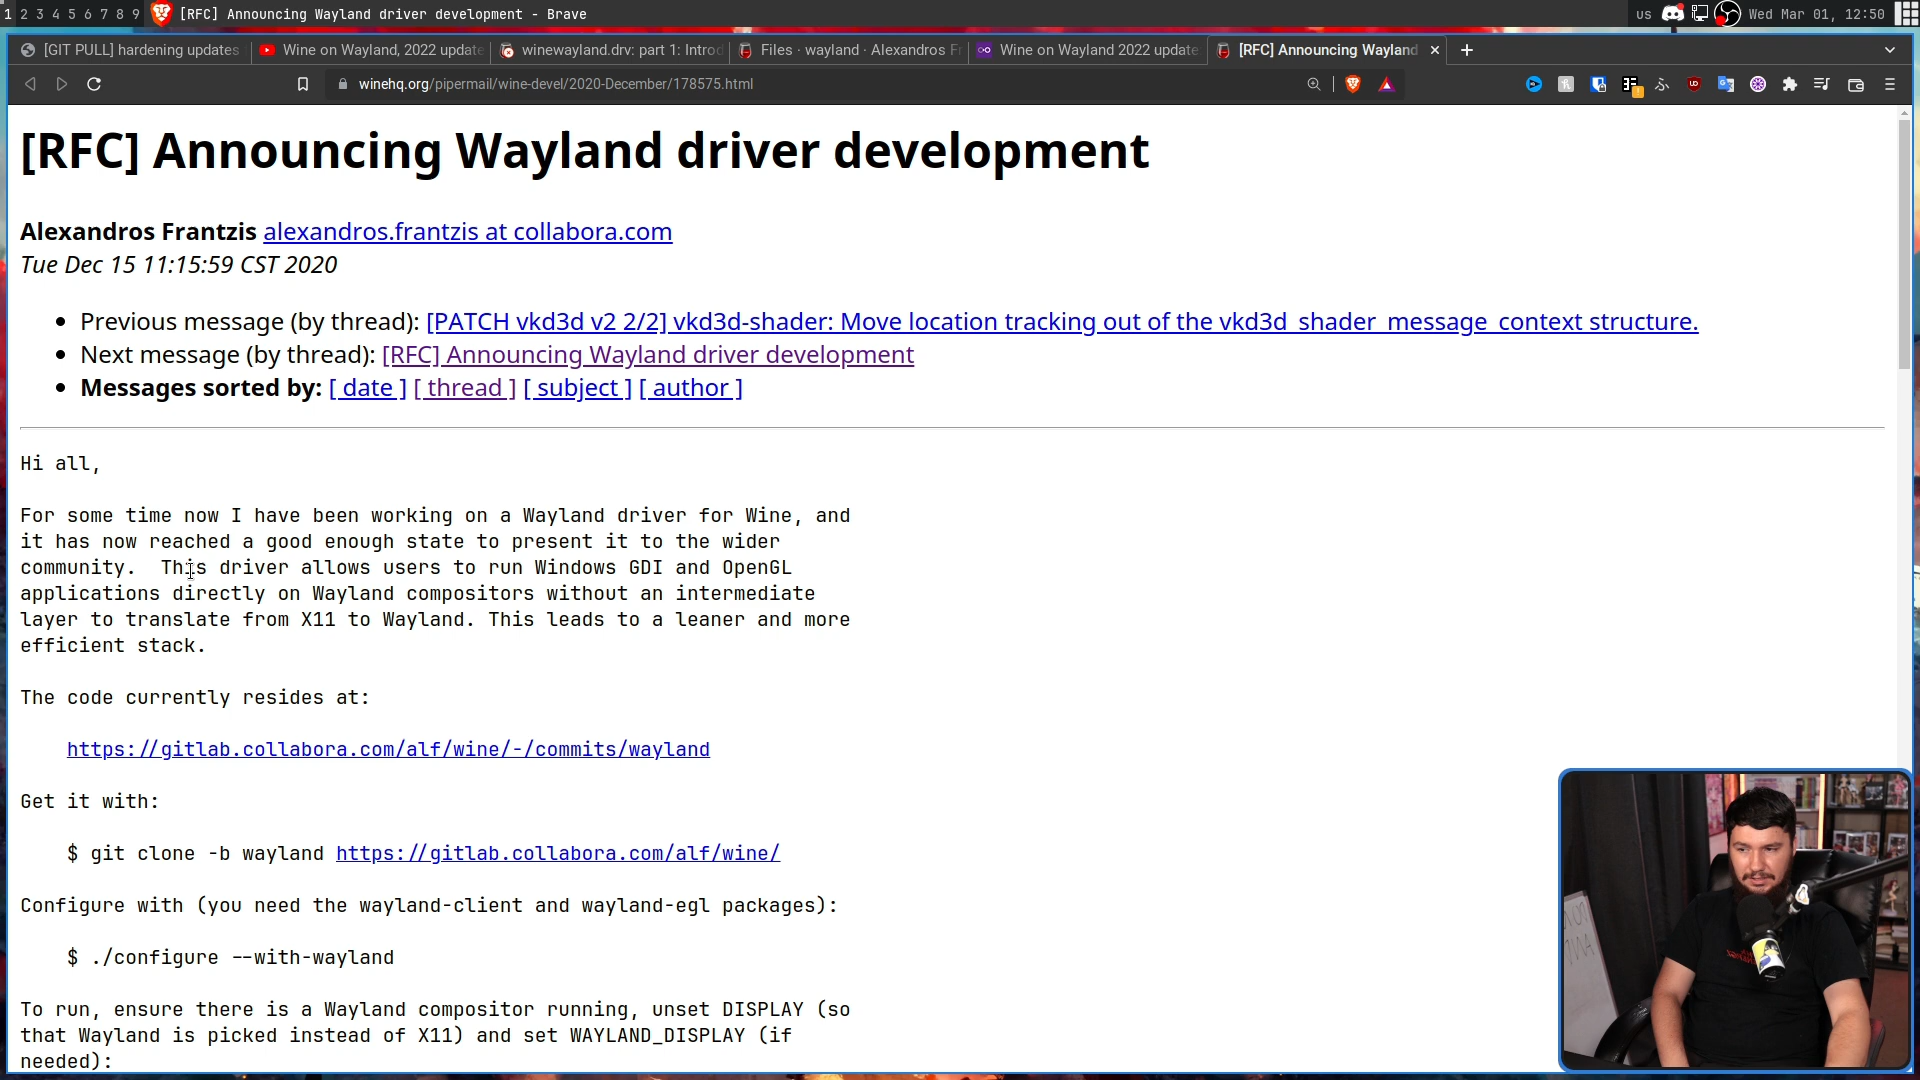 1 2 3 4 5 6 7 8 9 [RFC] Announcing Wayland driver development - Brave us Wed Mar 01, 12:50
[GIT PULL] hardening updates Wine on Wayland, 2022 update winewayland.drv: part 1: Introd Files · wayland · Alexandros F Wine on Wayland 2022 update [RFC] Announcing Wayland
winehq.org/pipermail/wine-devel/2020-December/178575.html
[RFC] Announcing Wayland driver development
Alexandros Frantzis alexandros.frantzis at collabora.com
Tue Dec 15 11:15:59 CST 2020
Previous message (by thread): [PATCH vkd3d v2 2/2] vkd3d-shader: Move location tracking out of the vkd3d_shader_message_context structure.
Next message (by thread): [RFC] Announcing Wayland driver development
Messages sorted by: [ date ] [ thread ] [ subject ] [ author ]
Hi all,
For some time now I have been working on a Wayland driver for Wine, and
it has now reached a good enough state to present it to the wider
community. This driver allows users to run Windows GDI and OpenGL
applications directly on Wayland compositors without an intermediate
layer to translate from X11 to Wayland. This leads to a leaner and more
efficient stack.
The code currently resides at:
https://gitlab.collabora.com/alf/wine/-/commits/wayland
Get it with:
$ git clone -b wayland https://gitlab.collabora.com/alf/wine/
Configure with (you need the wayland-client and wayland-egl packages):
$ ./configure --with-wayland
To run, ensure there is a Wayland compositor running, unset DISPLAY (so
that Wayland is picked instead of X11) and set WAYLAND_DISPLAY (if
needed):